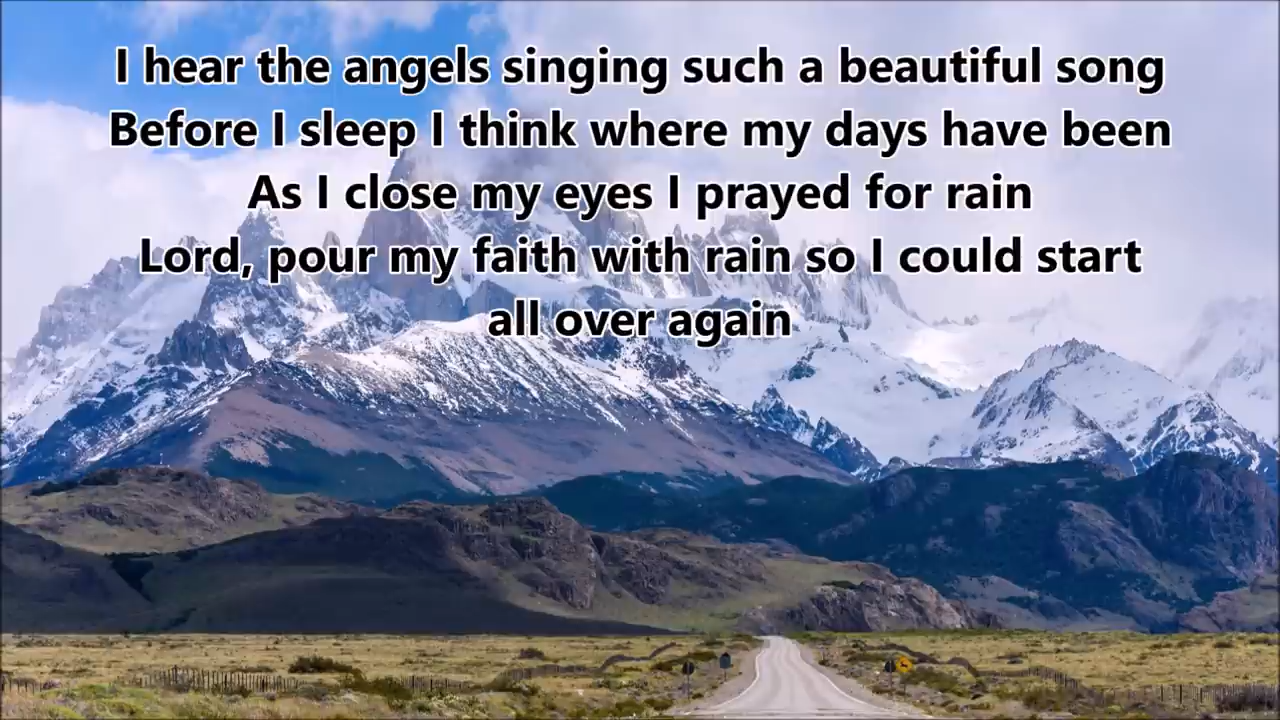 I hear the angels singing such a beautiful song
Before I sleep I think where my days have been
As I close my eyes I prayed for rain
Lord, pour my faith with rain so I could start
all over again